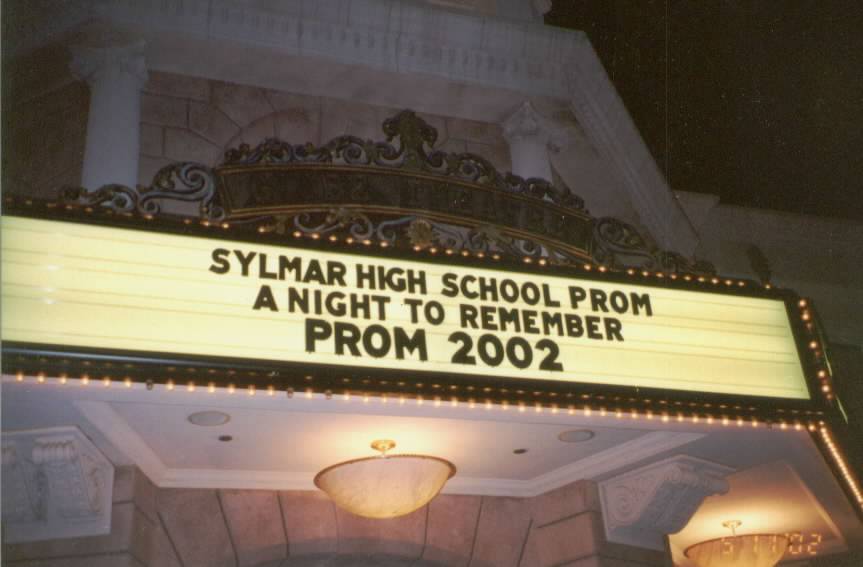 SYLMAR HIGH SCHOOL PROM
A NIGHT TO REMEMBER
PROM 2002